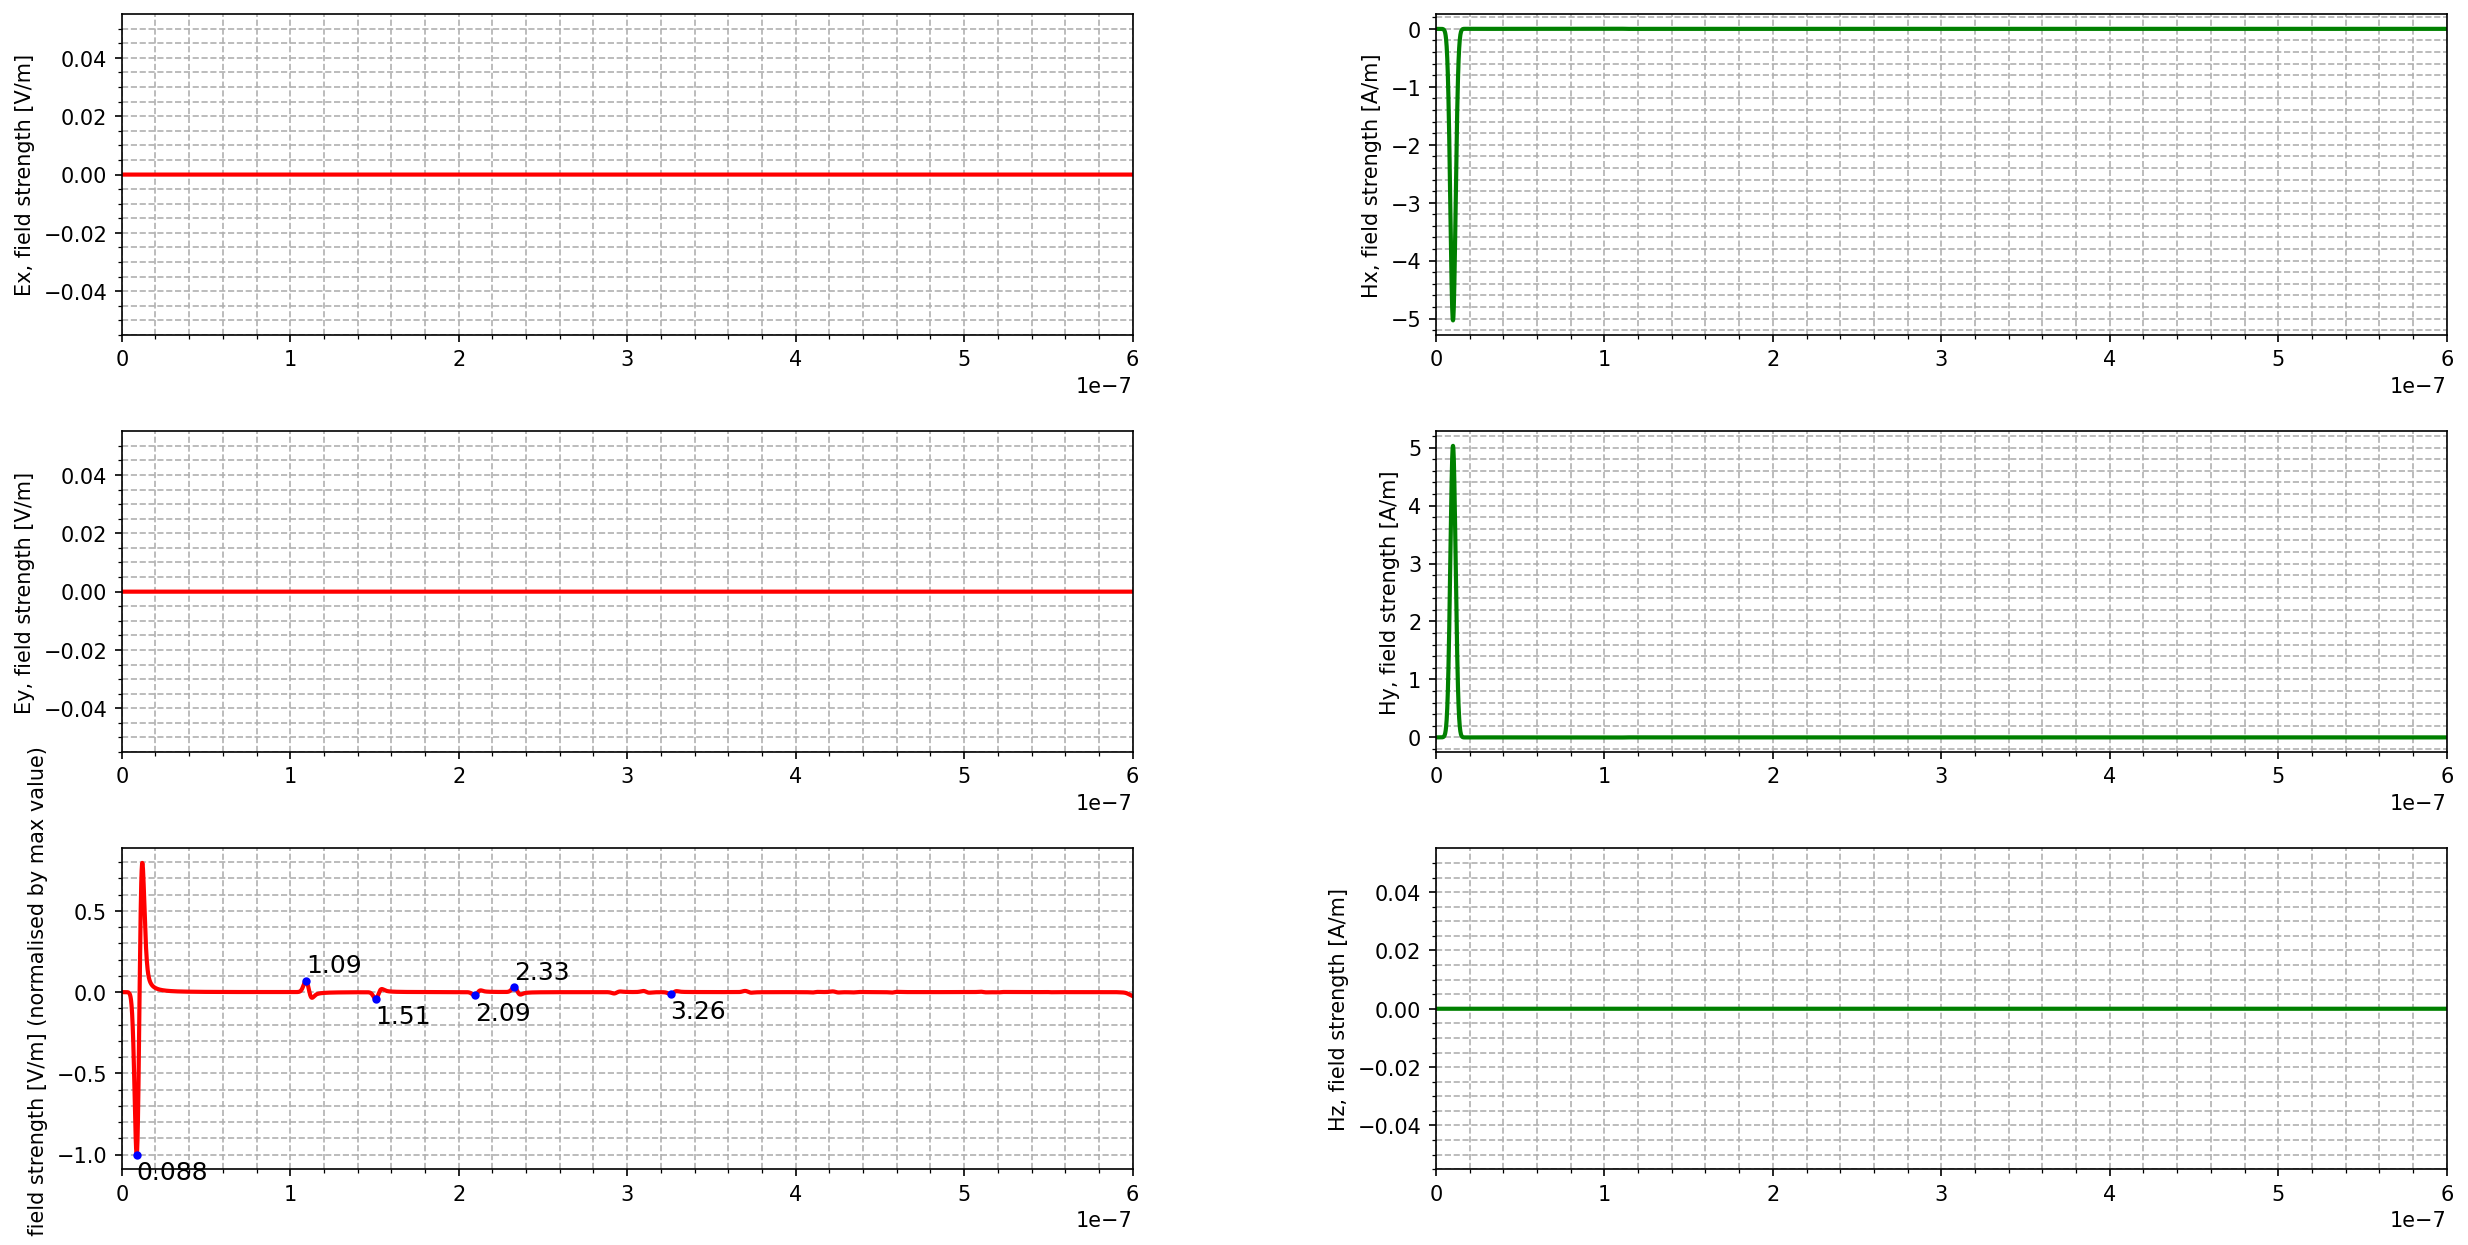 Ex, field strength [V/m]
0.04
0.02
0.00
−0.02
−0.04
0 1 2 3 4 5 6
1e−7
Hx, field strength [A/m]
0
−1
−2
−3
−4
−5
0 1 2 3 4 5 6
1e−7
Ey, field strength [V/m]
0.04
0.02
0.00
−0.02
−0.04
0 1 2 3 4 5 6
1e−7
Hy, field strength [A/m]
5
4
3
2
1
0
0 1 2 3 4 5 6
1e−7
field strength [V/m] (normalised by max value)
0.5
0.0
−0.5
−1.0
0.088
1.09
1.51
2.09
2.33
3.26
0 1 2 3 4 5 6
1e−7
Hz, field strength [A/m]
0.04
0.02
0.00
−0.02
−0.04
0 1 2 3 4 5 6
1e−7